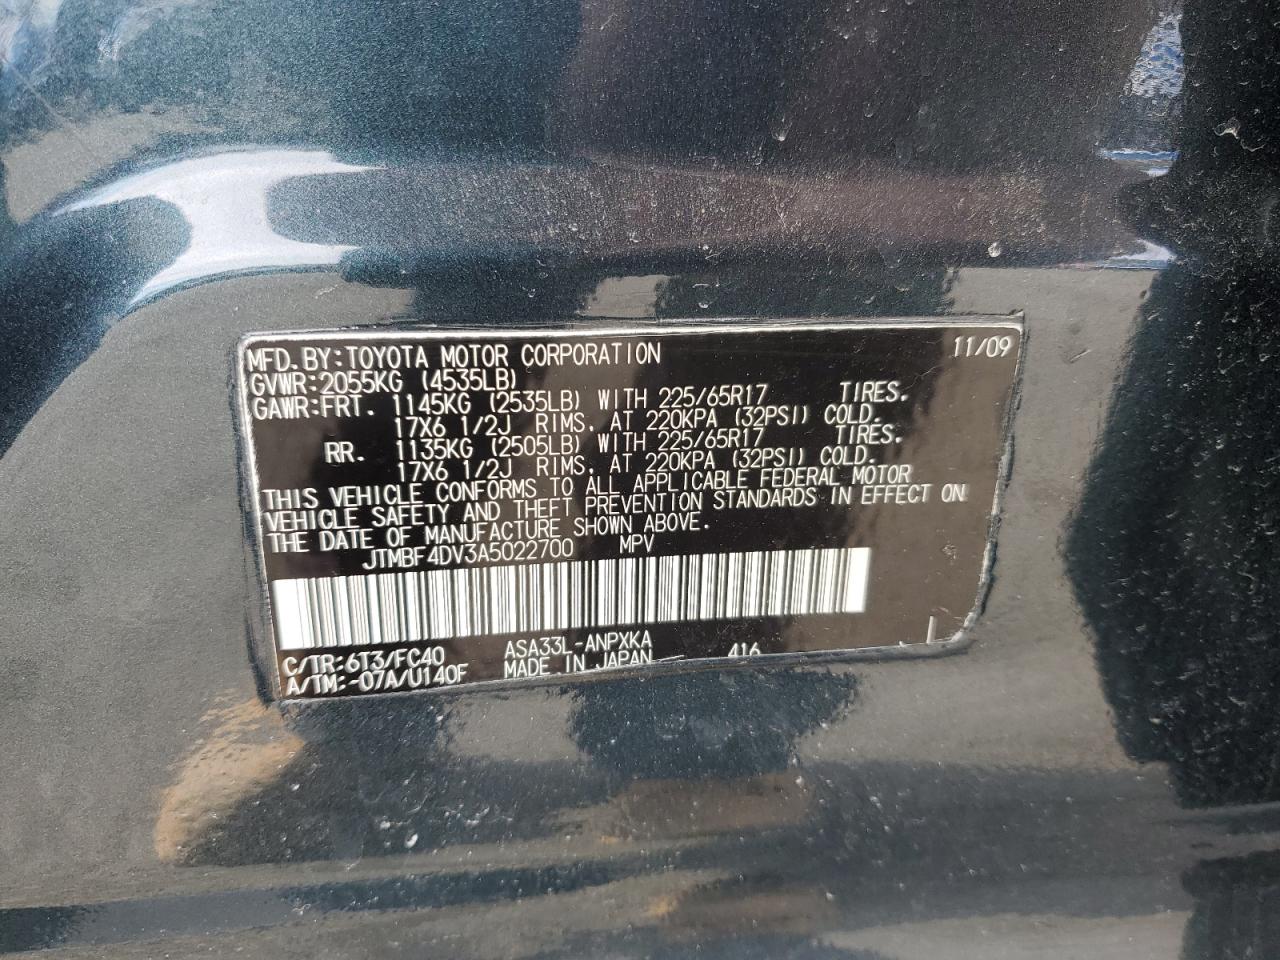 MFD.BY:TOYOTA MOTOR CORPORATION 11/09
GVWR:2055KG (4535LB)
GAWR:FRT. 1145KG (2535LB) WITH 225/65R17 TIRES.
17X6 1/2J RIMS. AT 220KPA (32PSI) COLD.
RR. 1135KG (2505LB) WITH 225/65R17 TIRES.
17X6 1/2J RIMS. AT 220KPA (32PSI) COLD.
THIS VEHICLE CONFORMS TO ALL APPLICABLE FEDERAL MOTOR
VEHICLE SAFETY AND THEFT PREVENTION STANDARDS IN EFFECT ON
THE DATE OF MANUFACTURE SHOWN ABOVE.
JTMBF4DV3A5022700 MPV
C/TR:6T3/FC40 ASA33L-ANPXKA 416
A/TM:-07A/U140F MADE IN JAPAN